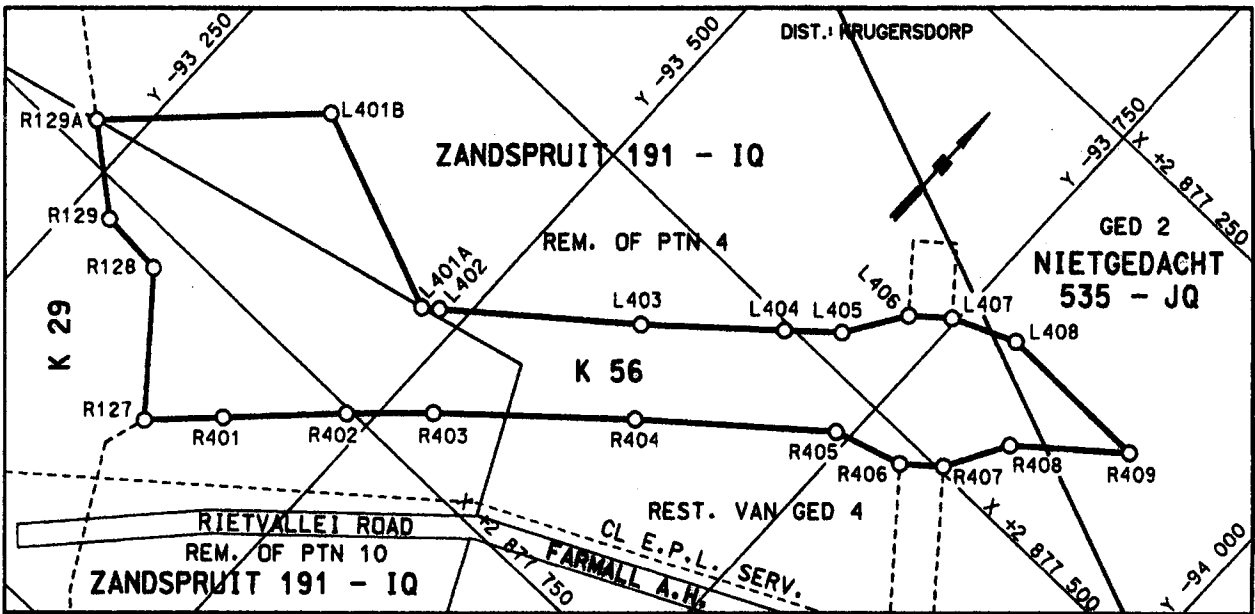 DIST.: KRUGERSDORP
Y -93 250
Y -93 500
Y -93 750
X +2 877 250
R129A
L401B
ZANDSPRUIT 191 - IQ
R129
REM. OF PTN 4
GED 2
NIETGEDACHT
535 - JQ
R128
L401A
L402
L403
L404
L405
L406
L407
L408
K 29
K 56
R127
R401
R402
R403
R404
R405
R406
R407
R408
R409
REST. VAN GED 4
RIETVALLEI ROAD
REM. OF PTN 10
ZANDSPRUIT 191 - IQ
X +2 877 750
CL E.P.L. SERV.
FARMALL A.H.
X +2 877 500
Y -94 000